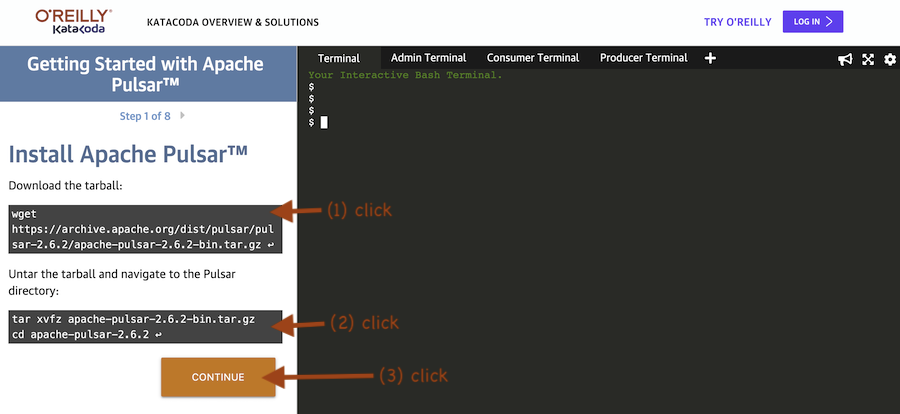 O'REILLY®
KataCoda
KATACODA OVERVIEW & SOLUTIONS
TRY O'REILLY
LOG IN
Getting Started with Apache
Pulsar™
Step 1 of 8
Install Apache Pulsar™
Download the tarball:
wget
https://archive.apache.org/dist/pulsar/pul
sar-2.6.2/apache-pulsar-2.6.2-bin.tar.gz ↩
Untar the tarball and navigate to the Pulsar
directory:
tar xvfz apache-pulsar-2.6.2-bin.tar.gz
cd apache-pulsar-2.6.2 ↩
CONTINUE
Terminal
Admin Terminal
Consumer Terminal
Producer Terminal
Your Interactive Bash Terminal.
$
$
$
$
(1) click
(2) click
(3) click